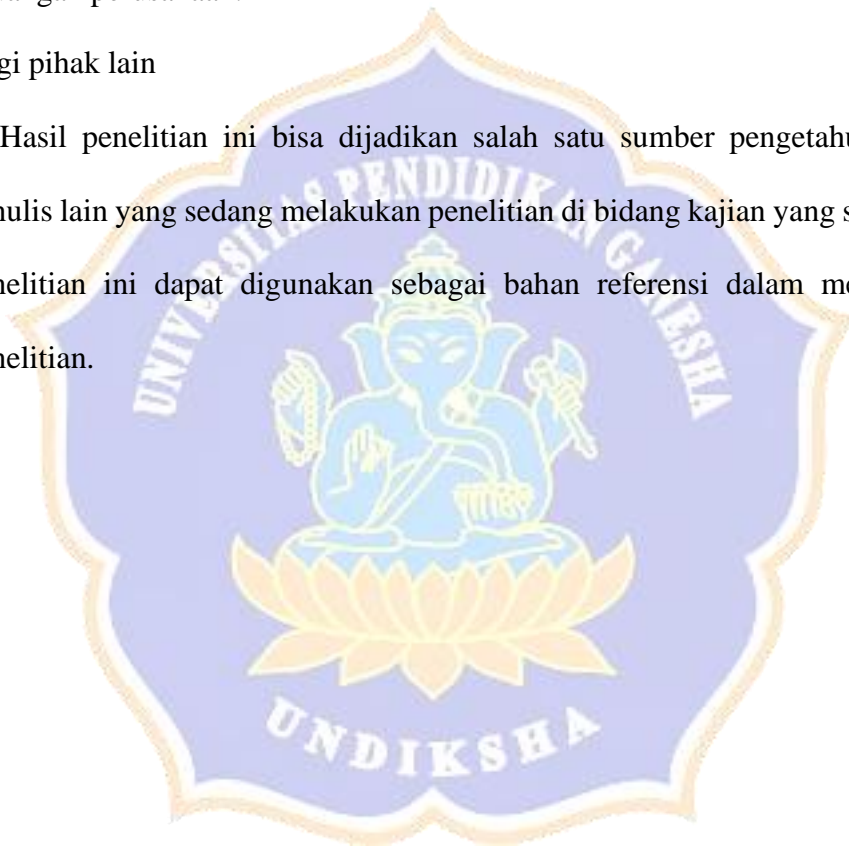 gi pihak lain
Hasil penelitian ini bisa dijadikan salah satu sumber pengetahu
ulis lain yang sedang melakukan penelitian di bidang kajian yang s
nelitian ini dapat digunakan sebagai bahan referensi dalam me
nelitian.
UNIVERSITAS PENDIDIKAN GANESHA
UNDIKSHA